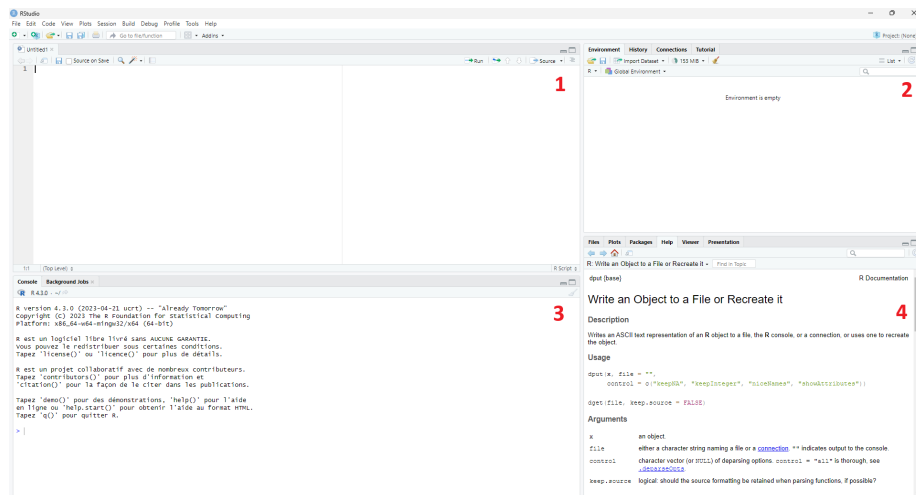 RStudio
File Edit Code View Plots Session Build Debug Profile Tools Help
Go to file/function Addins Project: (None
Untitled1
Source on Save Run Source
1
1
1:1 (Top Level) R Script
Console Background Jobs
R 4.3.0 · ~/
3
R version 4.3.0 (2023-04-21 ucrt) -- "Already Tomorrow"
Copyright (C) 2023 The R Foundation for Statistical Computing
Platform: x86_64-w64-mingw32/x64 (64-bit)
R est un logiciel libre livré sans AUCUNE GARANTIE.
Vous pouvez le redistribuer sous certaines conditions.
Tapez 'license()' ou 'licence()' pour plus de détails.
R est un projet collaboratif avec de nombreux contributeurs.
Tapez 'contributors()' pour plus d'information et
'citation()' pour la façon de le citer dans les publications.
Tapez 'demo()' pour des démonstrations, 'help()' pour l'aide
en ligne ou 'help.start()' pour obtenir l'aide au format HTML.
Tapez 'q()' pour quitter R.
>
Environment History Connections Tutorial
Import Dataset 153 MiB List
R Global Environment
2
Environment is empty
Files Plots Packages Help Viewer Presentation
R: Write an Object to a File or Recreate it Find in Topic
dput {base} R Documentation
4
Write an Object to a File or Recreate it
Description
Writes an ASCII text representation of an R object to a file, the R console, or a connection, or uses one to recreate
the object.
Usage
dput(x, file = "",
control = c("keepNA", "keepInteger", "niceNames", "showAttributes"))
dget(file, keep.source = FALSE)
Arguments
x an object.
file either a character string naming a file or a connection. "" indicates output to the console.
control character vector (or NULL) of deparsing options. control = "all" is thorough, see
.deparseOpts.
keep.source logical: should the source formatting be retained when parsing functions, if possible?